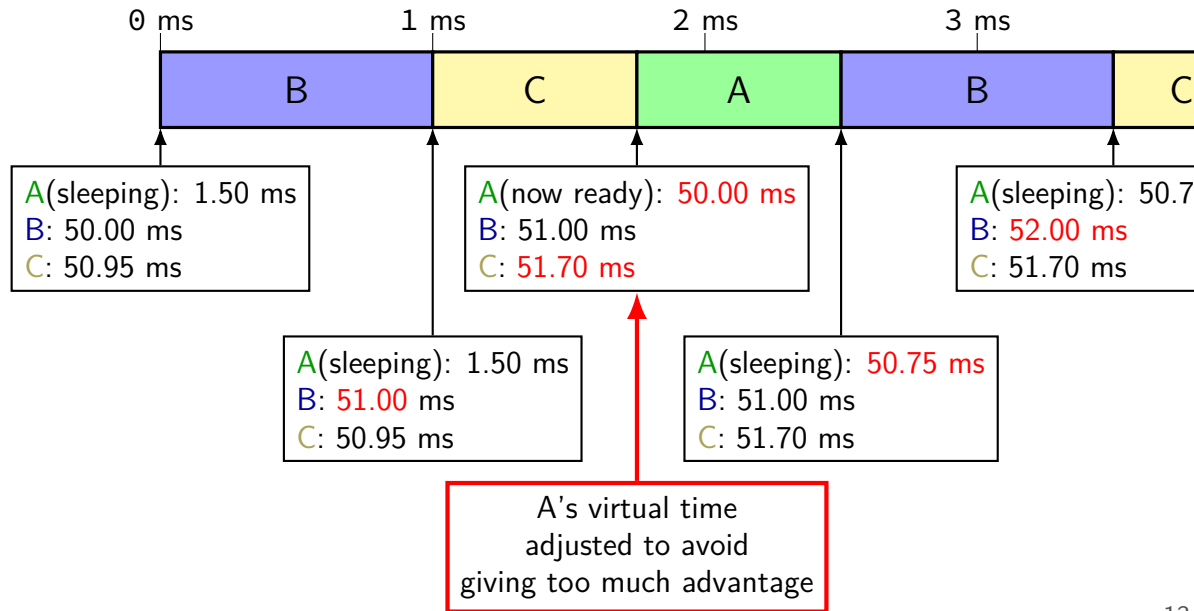 0 ms
1 ms
2 ms
3 ms
B
C
A
B
C
A(sleeping): 1.50 ms
B: 50.00 ms
C: 50.95 ms
A(now ready): 50.00 ms
B: 51.00 ms
C: 51.70 ms
A(sleeping): 50.7
B: 52.00 ms
C: 51.70 ms
A(sleeping): 1.50 ms
B: 51.00 ms
C: 50.95 ms
A(sleeping): 50.75 ms
B: 51.00 ms
C: 51.70 ms
A's virtual time
adjusted to avoid
giving too much advantage